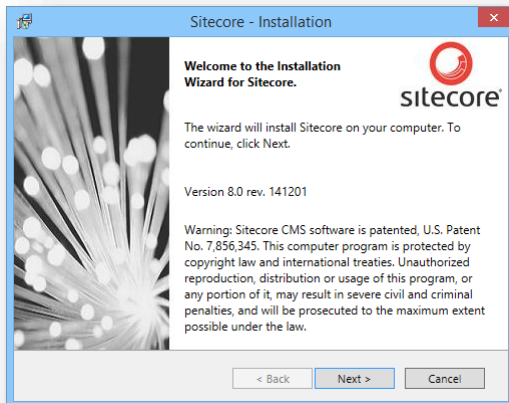 Sitecore - Installation
Welcome to the Installation
Wizard for Sitecore.
sitecore
The wizard will install Sitecore on your computer. To
continue, click Next.
Version 8.0 rev. 141201
Warning: Sitecore CMS software is patented, U.S. Patent
No. 7,856,345. This computer program is protected by
copyright law and international treaties. Unauthorized
reproduction, distribution or usage of this program, or
any portion of it, may result in severe civil and criminal
penalties, and will be prosecuted to the maximum extent
possible under the law.
< Back Next > Cancel